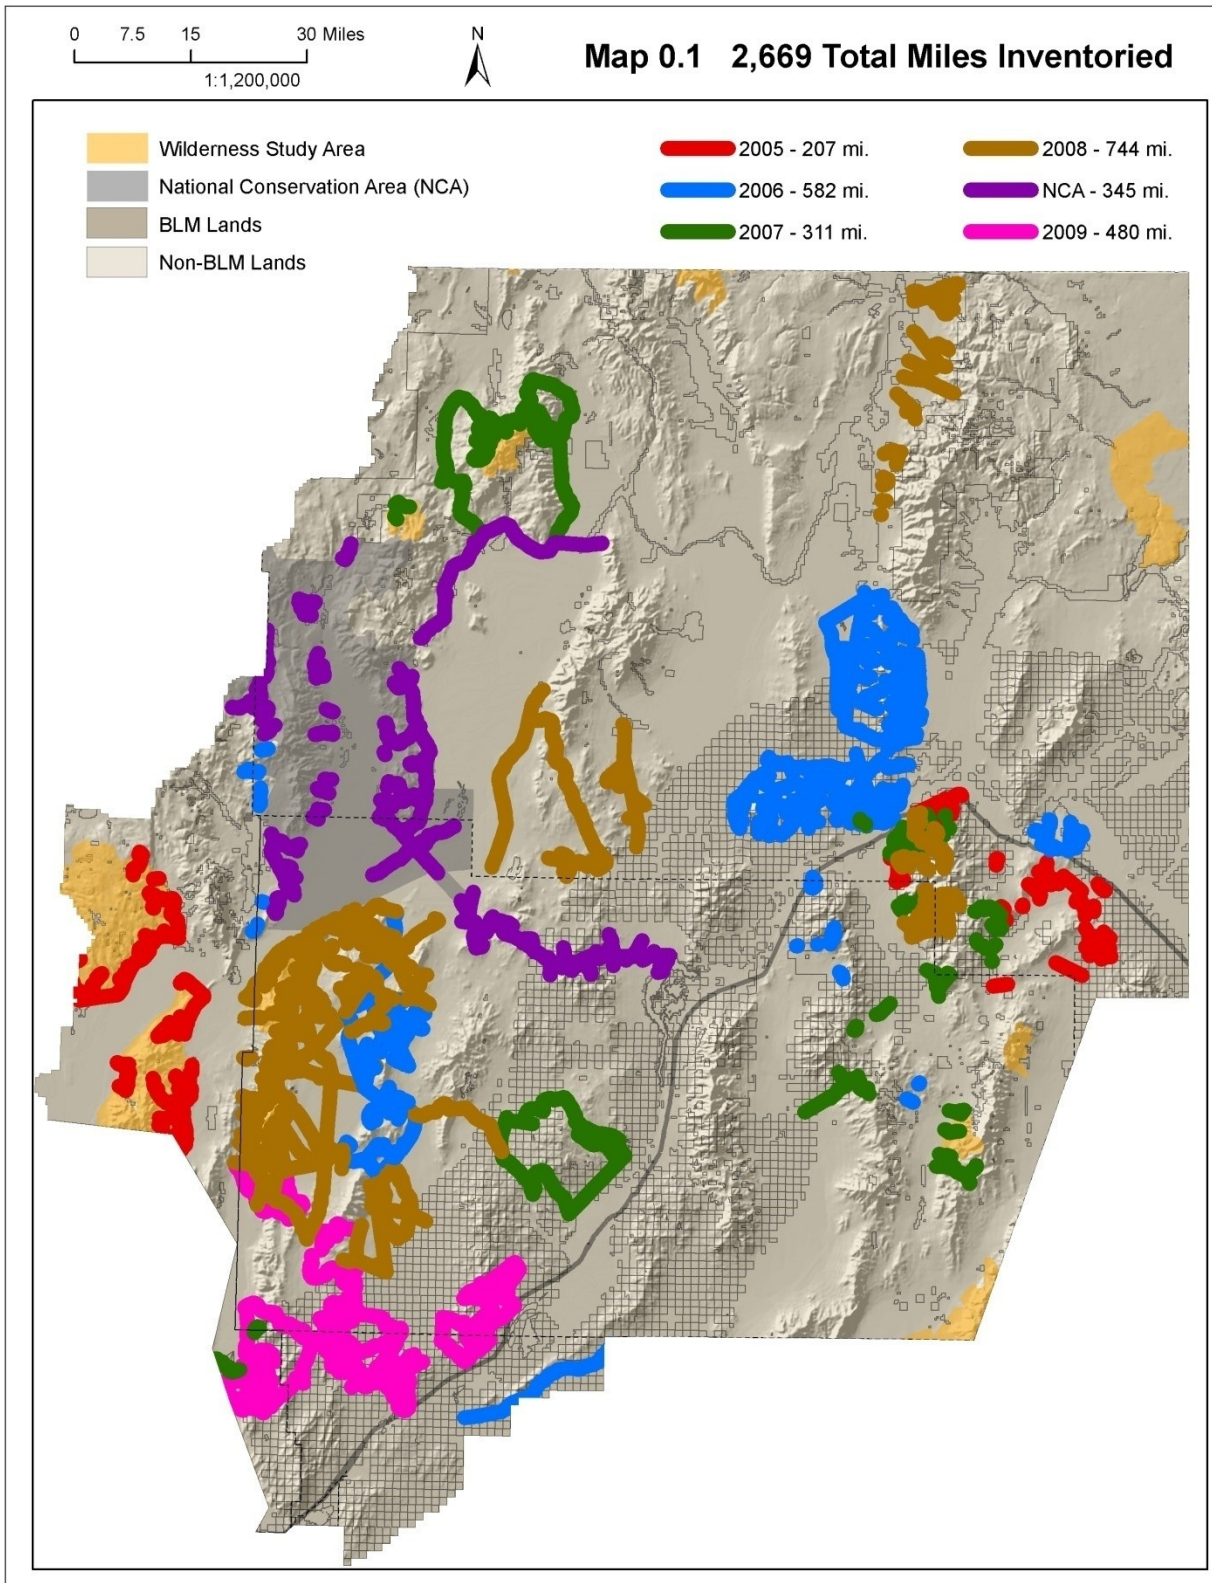 0 7.5 15 30 Miles
1:1,200,000
N
Map 0.1 2,669 Total Miles Inventoried
Wilderness Study Area
National Conservation Area (NCA)
BLM Lands
Non-BLM Lands
2005 - 207 mi.
2006 - 582 mi.
2007 - 311 mi.
2008 - 744 mi.
NCA - 345 mi.
2009 - 480 mi.